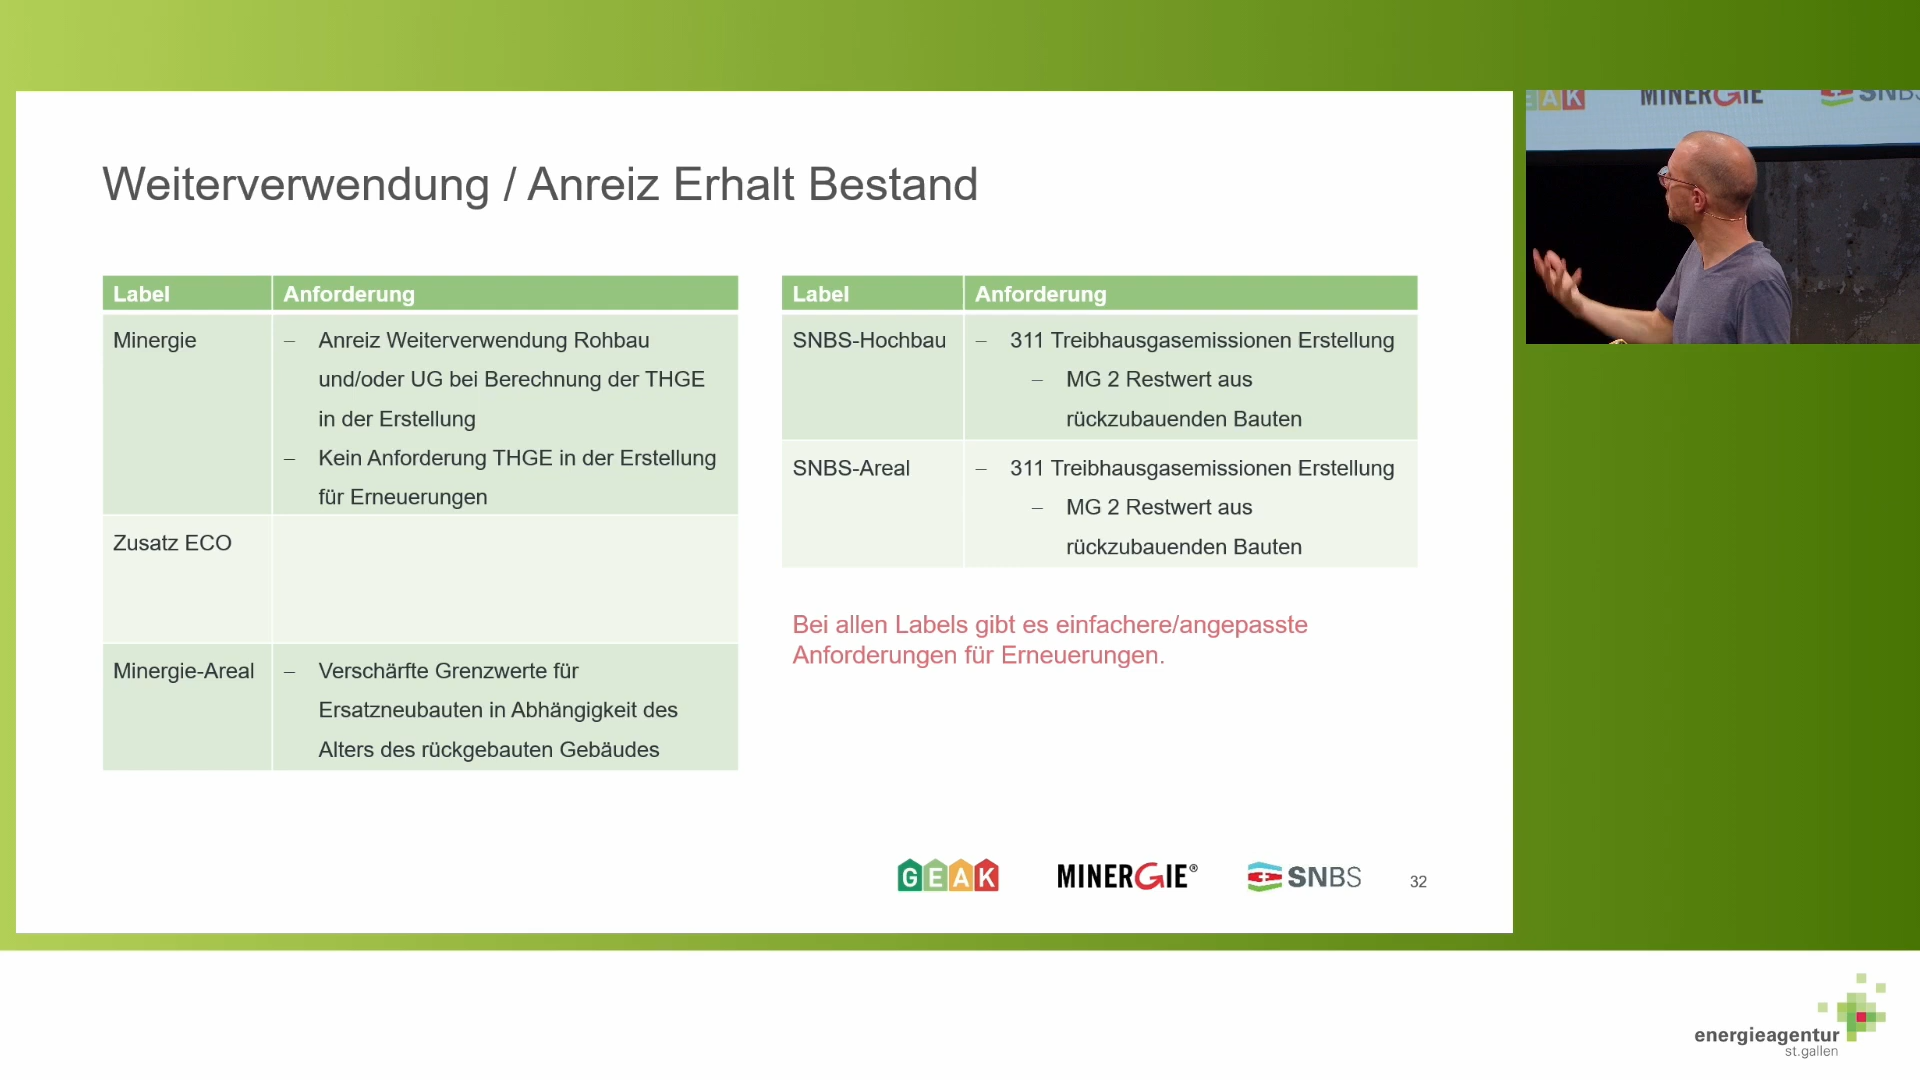 Weiterverwendung / Anreiz Erhalt Bestand
Label Anforderung
Minergie – Anreiz Weiterverwendung Rohbau
und/oder UG bei Berechnung der THGE
in der Erstellung
– Kein Anforderung THGE in der Erstellung
für Erneuerungen
Zusatz ECO
Minergie-Areal – Verschärfte Grenzwerte für
Ersatzneubauten in Abhängigkeit des
Alters des rückgebauten Gebäudes
Label Anforderung
SNBS-Hochbau – 311 Treibhausgasemissionen Erstellung
– MG 2 Restwert aus
rückzubauenden Bauten
SNBS-Areal – 311 Treibhausgasemissionen Erstellung
– MG 2 Restwert aus
rückzubauenden Bauten
Bei allen Labels gibt es einfachere/angepasste
Anforderungen für Erneuerungen.
GEAK MINERGIE® SNBS 32
EAK MINERGIE SNBS
energieagentur
st.gallen